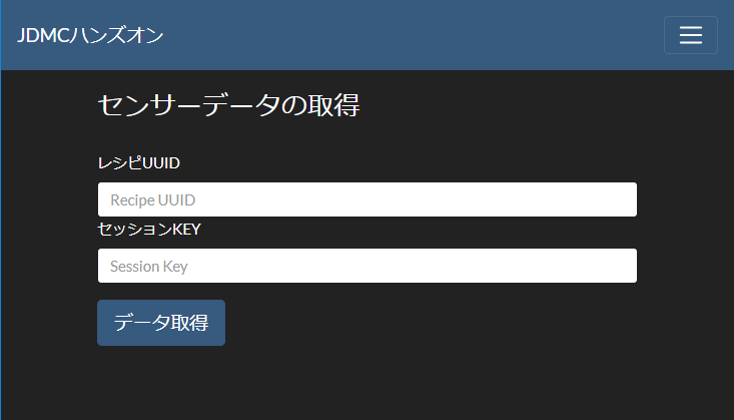 JDMCハンズオン
センサーデータの取得
レシピUUID
Recipe UUID
セッションKEY
Session Key
データ取得